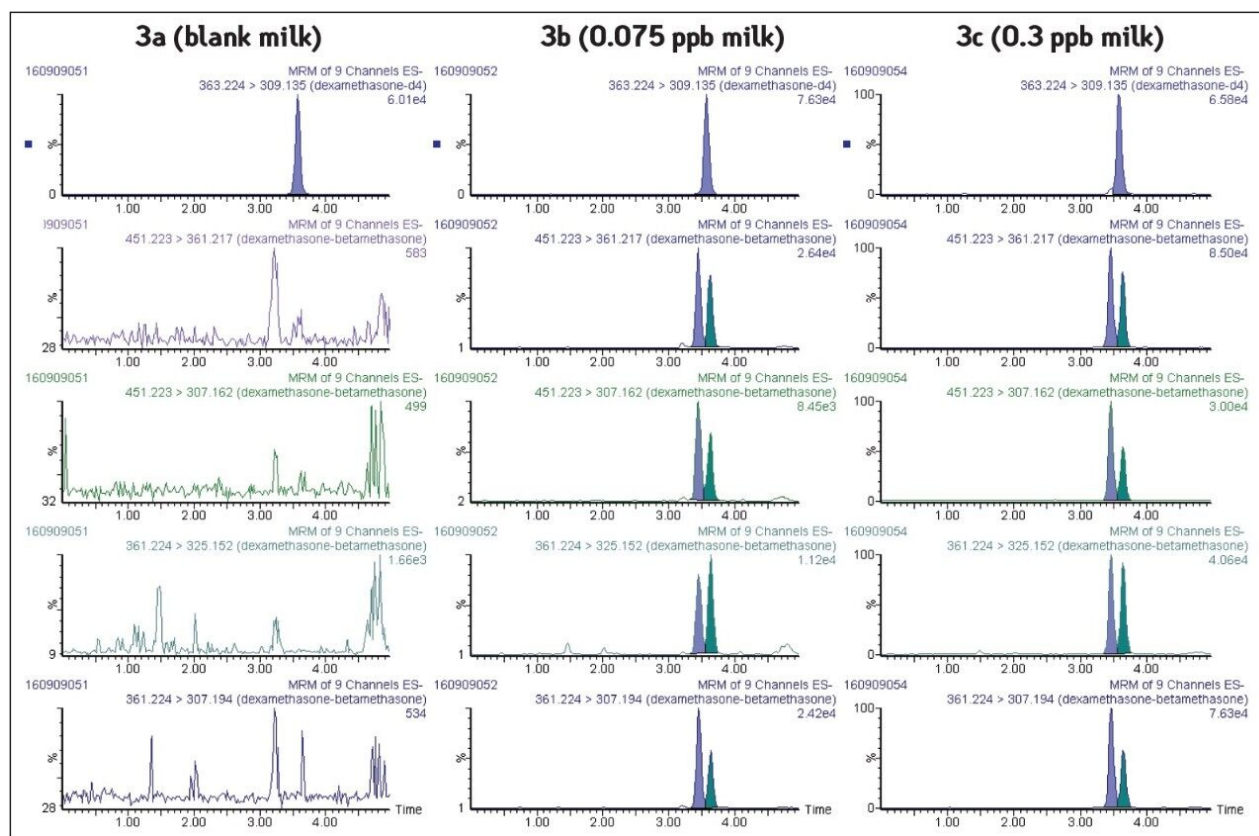 3a (blank milk)
160909051
MRM of 9 Channels ES-
363.224 > 309.135 (dexamethasone-d4)
6.01e4
%
0
1.00 2.00 3.00 4.00
)9909051
MRM of 9 Channels ES-
451.223 > 361.217 (dexamethasone-betamethasone)
583
%
28
1.00 2.00 3.00 4.00
160909051
MRM of 9 Channels ES-
451.223 > 307.162 (dexamethasone-betamethasone)
499
%
32
1.00 2.00 3.00 4.00
160909051
MRM of 9 Channels ES-
361.224 > 325.152 (dexamethasone-betamethasone)
1.66e3
%
9
1.00 2.00 3.00 4.00
160909051
MRM of 9 Channels ES-
361.224 > 307.194 (dexamethasone-betamethasone)
534
%
28
Time
1.00 2.00 3.00 4.00
3b (0.075 ppb milk)
160909052
MRM of 9 Channels ES-
363.224 > 309.135 (dexamethasone-d4)
7.63e4
%
0
1.00 2.00 3.00 4.00
160909052
MRM of 9 Channels ES-
451.223 > 361.217 (dexamethasone-betamethasone)
2.64e4
%
1
1.00 2.00 3.00 4.00
160909052
MRM of 9 Channels ES-
451.223 > 307.162 (dexamethasone-betamethasone)
8.45e3
%
2
1.00 2.00 3.00 4.00
160909052
MRM of 9 Channels ES-
361.224 > 325.152 (dexamethasone-betamethasone)
1.12e4
%
1
1.00 2.00 3.00 4.00
160909052
MRM of 9 Channels ES-
361.224 > 307.194 (dexamethasone-betamethasone)
2.42e4
%
1
Time
1.00 2.00 3.00 4.00
3c (0.3 ppb milk)
160909054
MRM of 9 Channels ES-
363.224 > 309.135 (dexamethasone-d4)
6.58e4
100
%
0
1.00 2.00 3.00 4.00
160909054
MRM of 9 Channels ES-
451.223 > 361.217 (dexamethasone-betamethasone)
8.50e4
100
%
0
1.00 2.00 3.00 4.00
160909054
MRM of 9 Channels ES-
451.223 > 307.162 (dexamethasone-betamethasone)
3.00e4
100
%
0
1.00 2.00 3.00 4.00
160909054
MRM of 9 Channels ES-
361.224 > 325.152 (dexamethasone-betamethasone)
4.06e4
100
%
0
1.00 2.00 3.00 4.00
160909054
MRM of 9 Channels ES-
361.224 > 307.194 (dexamethasone-betamethasone)
7.63e4
100
%
0
Time
1.00 2.00 3.00 4.00